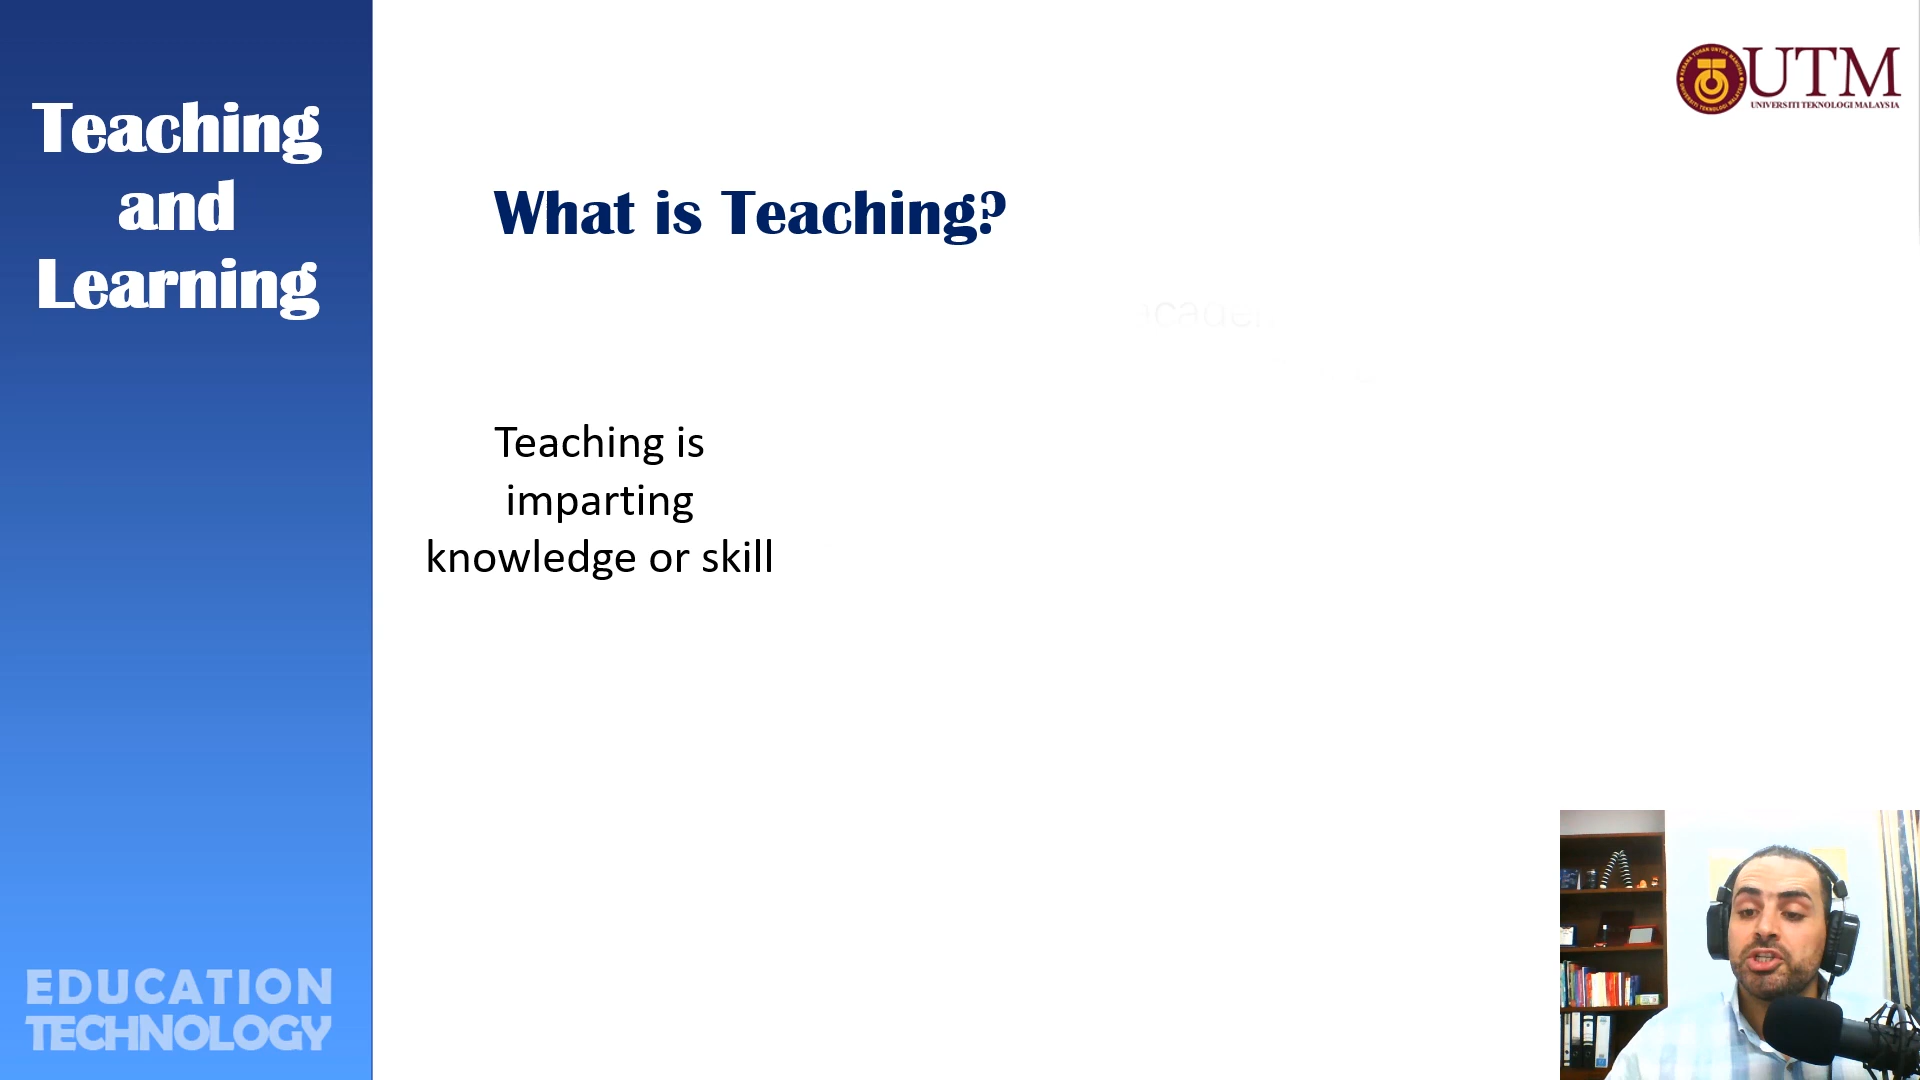 Teaching
and
Learning
UTM
UNIVERSITI TEKNOLOGI MALAYSIA
What is Teaching?
Teaching is
imparting
knowledge or skill
EDUCATION
TECHNOLOGY